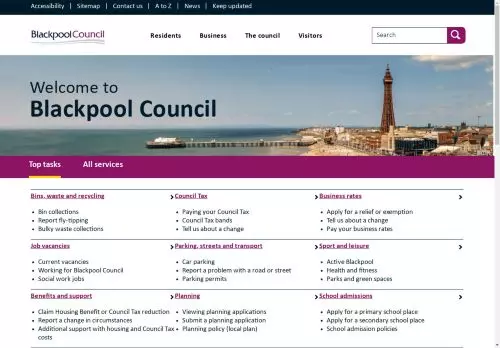 Accessibility | Sitemap | Contact us | A to Z | News | Keep updated
BlackpoolCouncil
Residents Business The council Visitors
Search
Welcome to
Blackpool Council
Top tasks All services
Bins, waste and recycling
Bin collections
Report fly-tipping
Bulky waste collections
Council Tax
Paying your Council Tax
Council Tax bands
Tell us about a change
Business rates
Apply for a relief or exemption
Tell us about a change
Pay your business rates
Job vacancies
Current vacancies
Working for Blackpool Council
Social work jobs
Parking, streets and transport
Car parking
Report a problem with a road or street
Parking permits
Sport and leisure
Active Blackpool
Health and fitness
Parks and green spaces
Benefits and support
Claim Housing Benefit or Council Tax reduction
Report a change in circumstances
Additional support with housing and Council Tax
costs
Planning
Viewing planning applications
Submit a planning application
Planning policy (local plan)
School admissions
Apply for a primary school place
Apply for a secondary school place
School admission policies